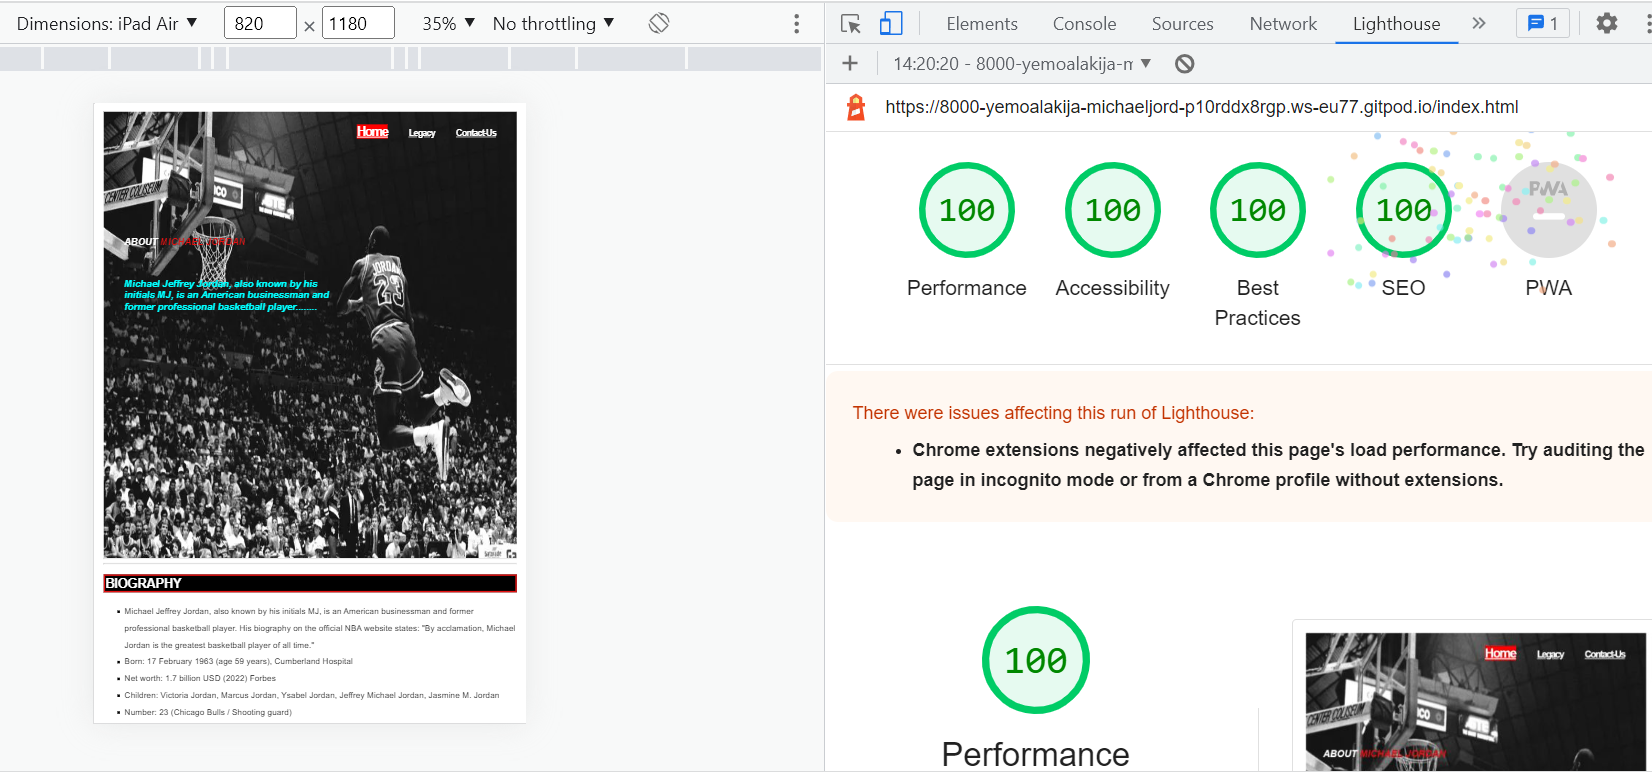 Dimensions: iPad Air ▼ 820 × 1180 35% ▼ No throttling ▼
Elements Console Sources Network Lighthouse » 1
+ 14:20:20 - 8000-yemoalakija-m ▼
https://8000-yemoalakija-michaeljord-p10rddx8rgp.ws-eu77.gitpod.io/index.html
Home Legacy Contact-Us
CENTER COLISEUM
ABOUT MICHAEL JORDAN
Michael Jeffrey Jordan, also known by his
initials MJ, is an American businessman and
former professional basketball player........
JORDAN
23
BIOGRAPHY
Michael Jeffrey Jordan, also known by his initials MJ, is an American businessman and former
professional basketball player. His biography on the official NBA website states: "By acclamation, Michael
Jordan is the greatest basketball player of all time."
Born: 17 February 1963 (age 59 years), Cumberland Hospital
Net worth: 1.7 billion USD (2022) Forbes
Children: Victoria Jordan, Marcus Jordan, Ysabel Jordan, Jeffrey Michael Jordan, Jasmine M. Jordan
Number: 23 (Chicago Bulls / Shooting guard)
100 100 100 100 PWA
Performance Accessibility Best SEO PWA
Practices
There were issues affecting this run of Lighthouse:
Chrome extensions negatively affected this page's load performance. Try auditing the
page in incognito mode or from a Chrome profile without extensions.
100
Performance
Home Legacy Contact-Us
CENTER COLISEUM
ABOUT MICHAEL JORDAN